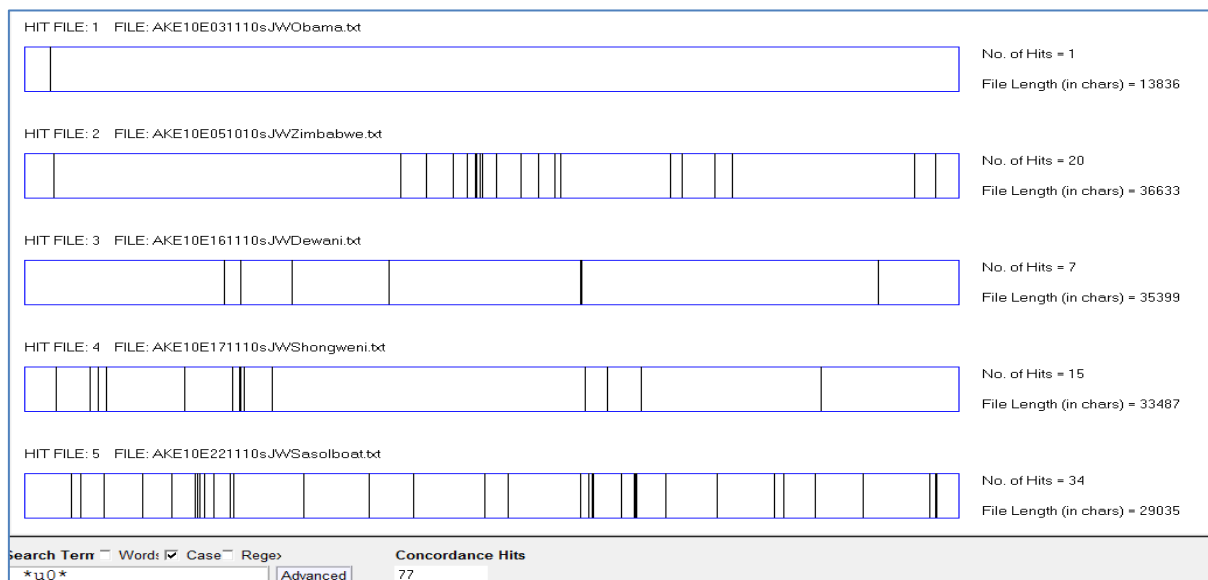 HIT FILE: 1 FILE: AKE10E031110sJWObama.txt
No. of Hits = 1
File Length (in chars) = 13836
HIT FILE: 2 FILE: AKE10E051010sJWZimbabwe.txt
No. of Hits = 20
File Length (in chars) = 36633
HIT FILE: 3 FILE: AKE10E161110sJWDewani.txt
No. of Hits = 7
File Length (in chars) = 35399
HIT FILE: 4 FILE: AKE10E171110sJWShongweni.txt
No. of Hits = 15
File Length (in chars) = 33487
HIT FILE: 5 FILE: AKE10E221110sJWSasolboat.txt
No. of Hits = 34
File Length (in chars) = 29035
Search Term Words Case Regex Concordance Hits
*u0* Advanced 77